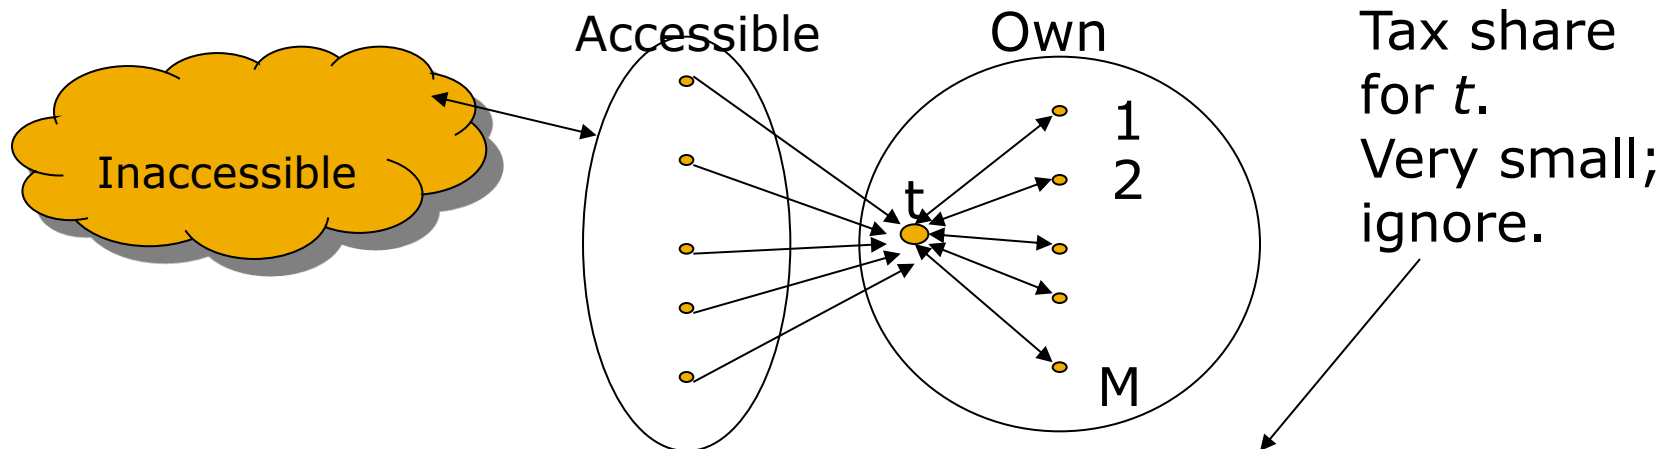 Accessible
Own
Tax share
for t.
Very small;
ignore.
Inaccessible
t
1
2
M